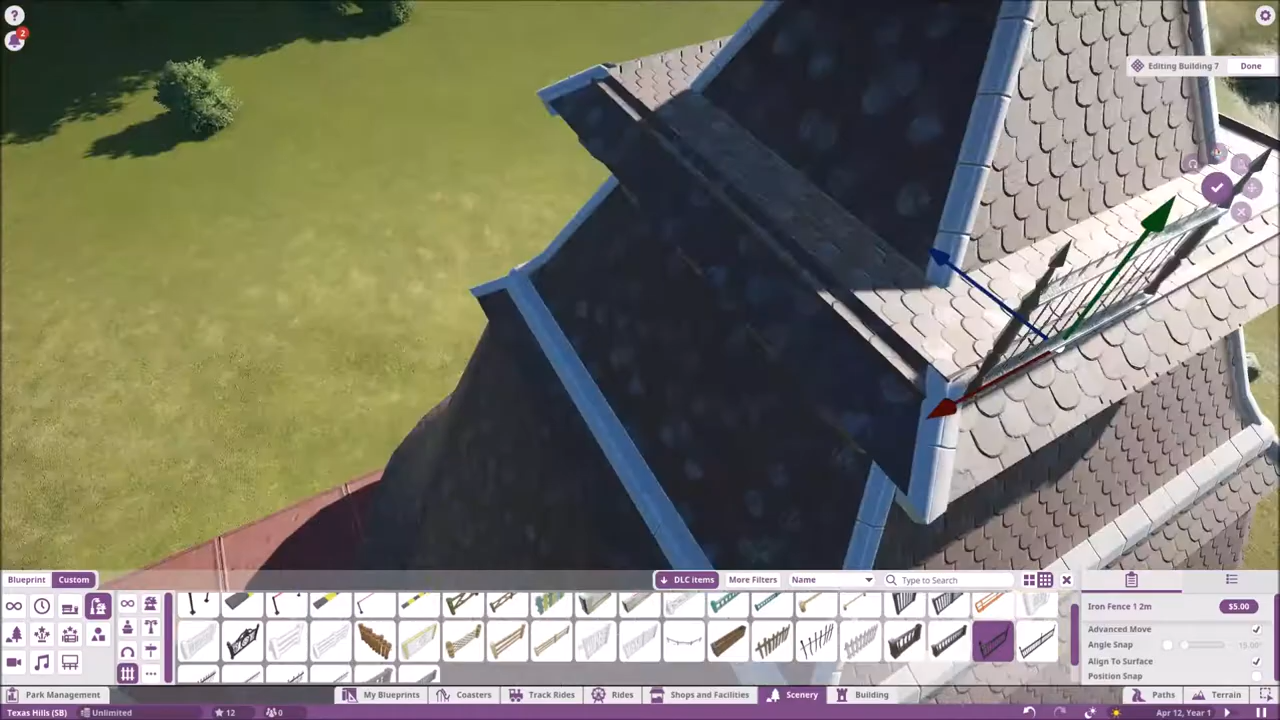 ?
2
Editing Building 7 Done
Blueprint Custom
DLC items More Filters Name Type to Search
Iron Fence 1 2m $5.00
Advanced Move
Angle Snap
Align To Surface
Position Snap
Park Management My Blueprints Coasters Track Rides Rides Shops and Facilities Scenery Building Paths Terrain
Texas Hills (SB) Unlimited 12 0 Apr 12, Year 1